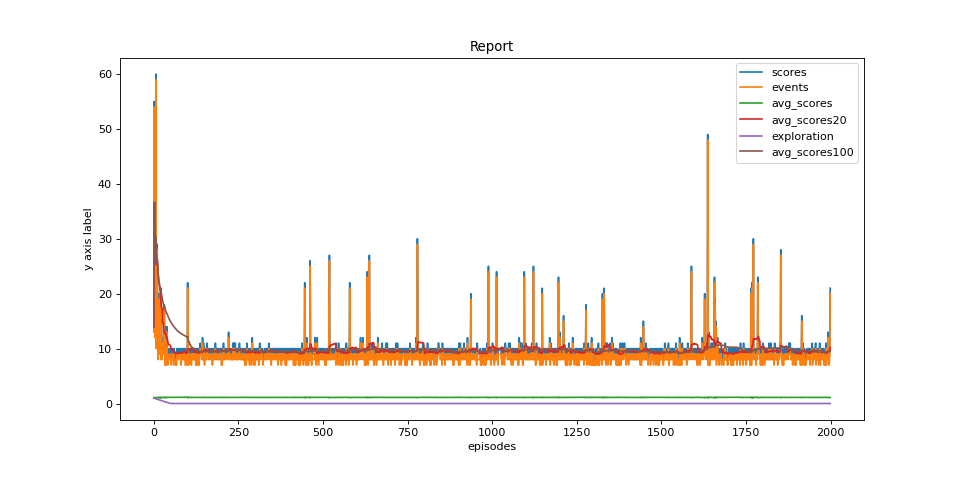 Report
scores
events
avg_scores
avg_scores20
exploration
avg_scores100
60
50
40
30
20
10
0
y axis label
0
250
500
750
1000
1250
1500
1750
2000
episodes